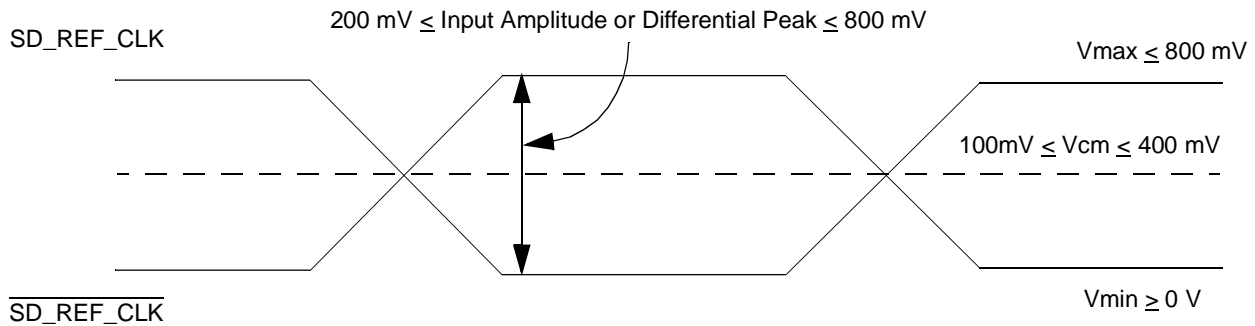 200 mV ≤ Input Amplitude or Differential Peak ≤ 800 mV
SD_REF_CLK
Vmax ≤ 800 mV
100mV ≤ Vcm ≤ 400 mV
Vmin ≥ 0 V
SD_REF_CLK